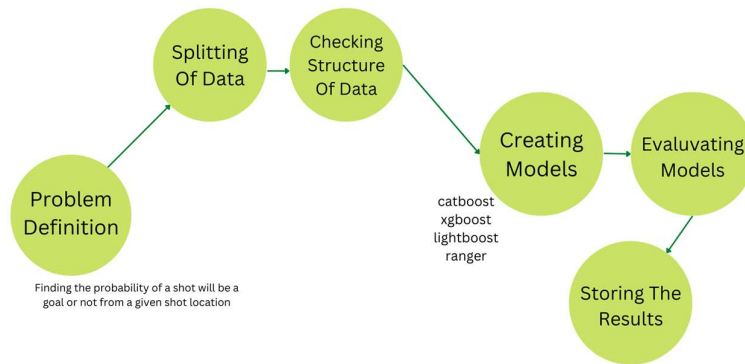 Problem
Definition
Finding the probability of a shot will be a
goal or not from a given shot location
Splitting
Of Data
Checking
Structure
Of Data
Creating
Models
catboost
xgboost
lightboost
ranger
Evaluvating
Models
Storing The
Results